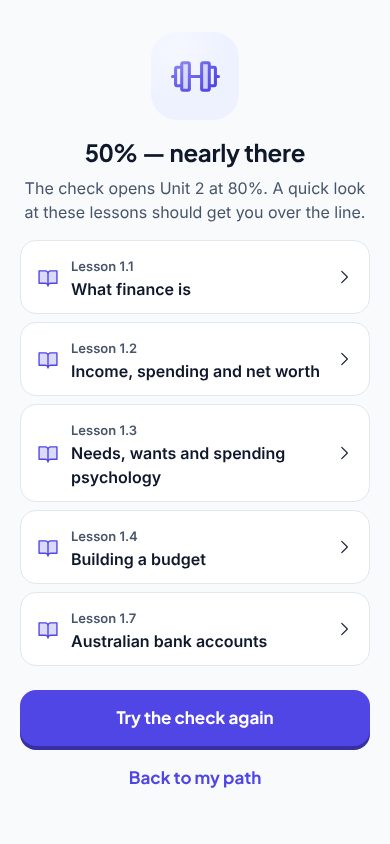 50% — nearly there
The check opens Unit 2 at 80%. A quick look
at these lessons should get you over the line.
Lesson 1.1
What finance is
Lesson 1.2
Income, spending and net worth
Lesson 1.3
Needs, wants and spending
psychology
Lesson 1.4
Building a budget
Lesson 1.7
Australian bank accounts
Try the check again
Back to my path